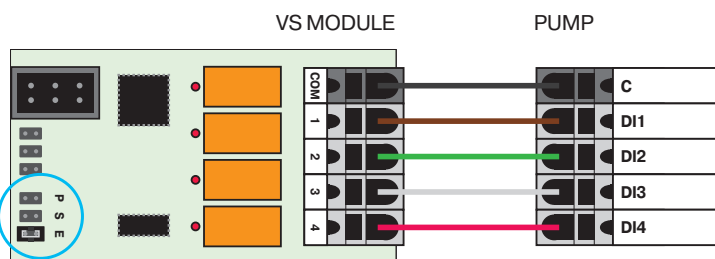 VS MODULE PUMP
COM C
1 DI1
2 DI2
3 DI3
4 DI4
P
S
E